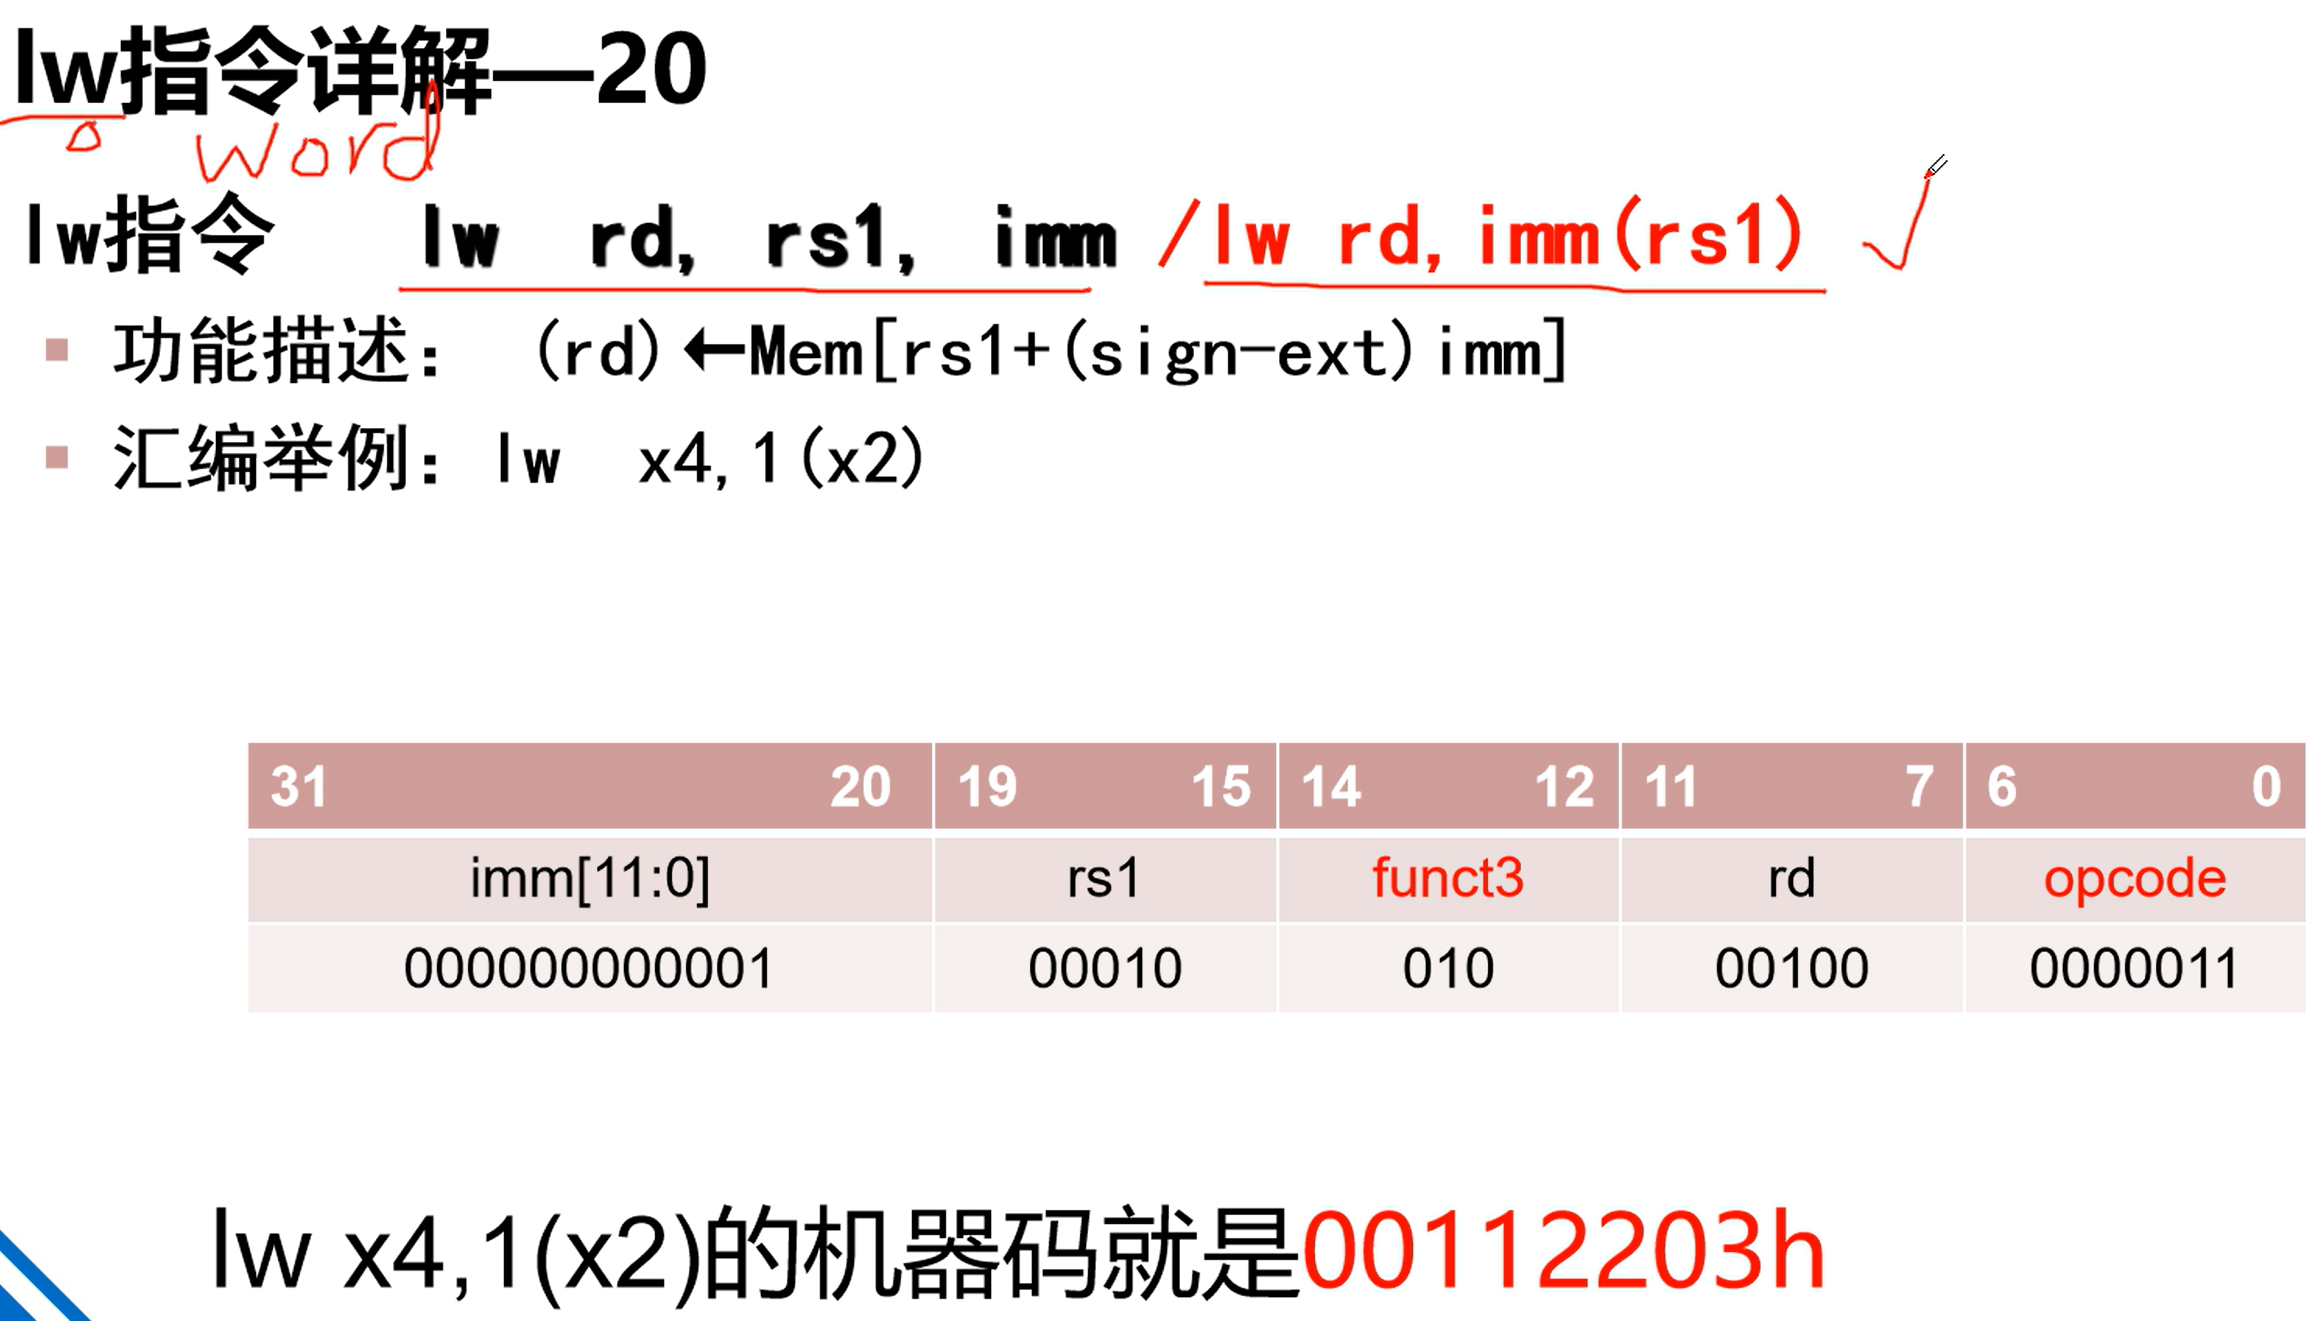 lw指令详解—20
word
lw指令 lw rd, rs1, imm /lw rd,imm(rs1)
功能描述： (rd)←Mem[rs1+(sign-ext)imm]
汇编举例：lw x4,1(x2)
31 20 19 15 14 12 11 7 6 0
imm[11:0] rs1 funct3 rd opcode
000000000001 00010 010 00100 0000011
lw x4,1(x2)的机器码就是00112203h